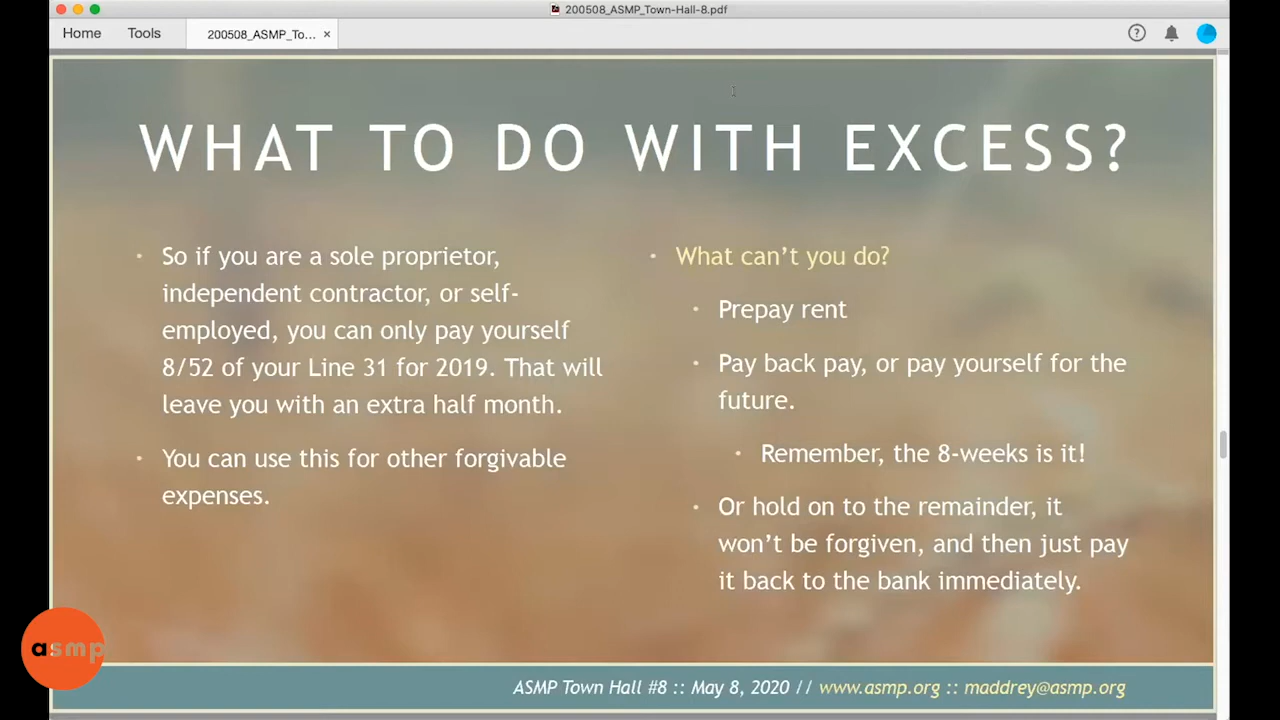 200508_ASMP_Town-Hall-8.pdf
Home
Tools
200508_ASMP_To... ×
WHAT TO DO WITH EXCESS?
• So if you are a sole proprietor,
independent contractor, or self-
employed, you can only pay yourself
8/52 of your Line 31 for 2019. That will
leave you with an extra half month.
• You can use this for other forgivable
expenses.
• What can’t you do?
• Prepay rent
• Pay back pay, or pay yourself for the
future.
• Remember, the 8-weeks is it!
• Or hold on to the remainder, it
won’t be forgiven, and then just pay
it back to the bank immediately.
asmp
ASMP Town Hall #8 :: May 8, 2020 // www.asmp.org :: maddrey@asmp.org